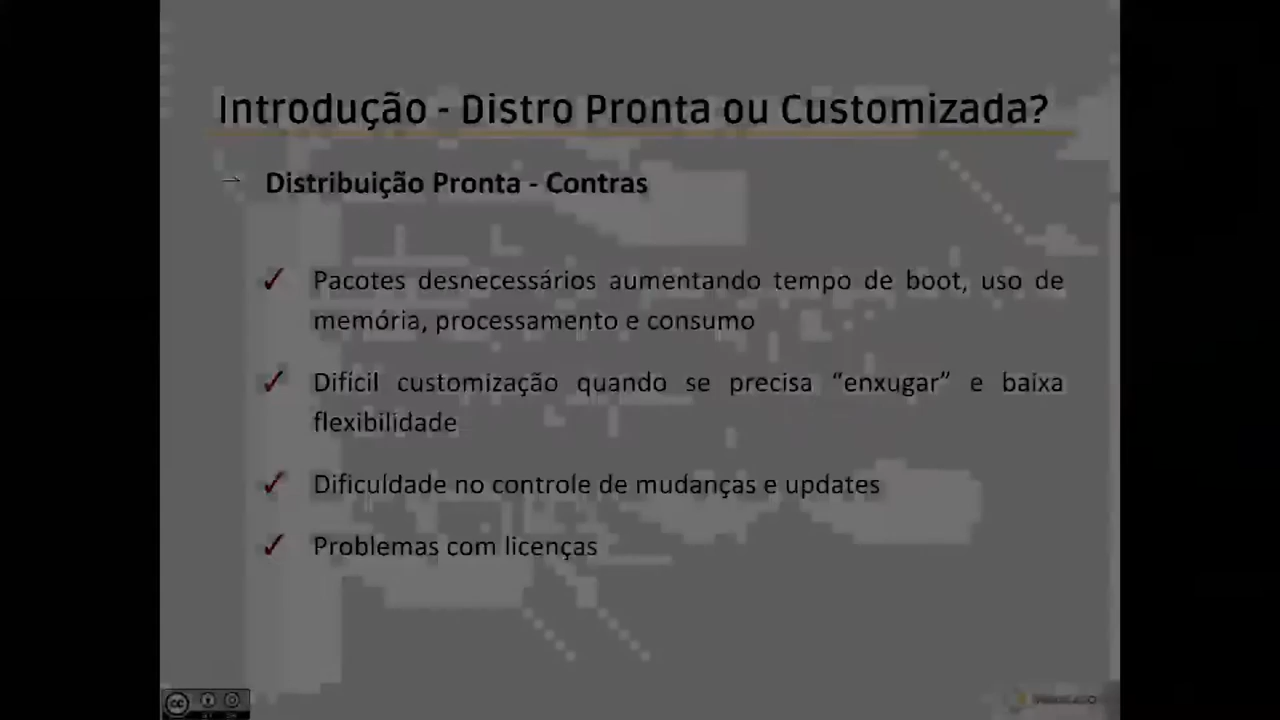 Introdução - Distro Pronta ou Customizada?
→ Distribuição Pronta - Contras
✓ Pacotes desnecessários aumentando tempo de boot, uso de
memória, processamento e consumo
✓ Difícil customização quando se precisa “enxugar” e baixa
flexibilidade
✓ Dificuldade no controle de mudanças e updates
✓ Problemas com licenças
cc